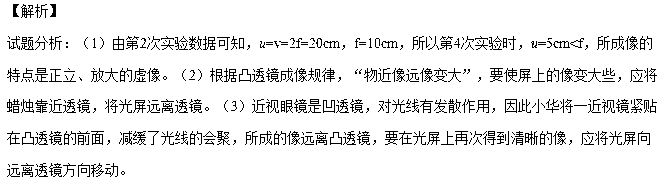 【解析】
试题分析：（1）由第2次实验数据可知，u=v=2f=20cm，f=10cm，所以第4次实验时，u=5cm<f，所成像的
特点是正立、放大的虚像。（2）根据凸透镜成像规律，“物近像远像变大”，要使屏上的像变大些，应将
蜡烛靠近透镜，将光屏远离透镜。（3）近视眼镜是凹透镜，对光线有发散作用，因此小华将一近视镜紧贴
在凸透镜的前面，减缓了光线的会聚，所成的像远离凸透镜，要在光屏上再次得到清晰的像，应将光屏向
远离透镜方向移动。